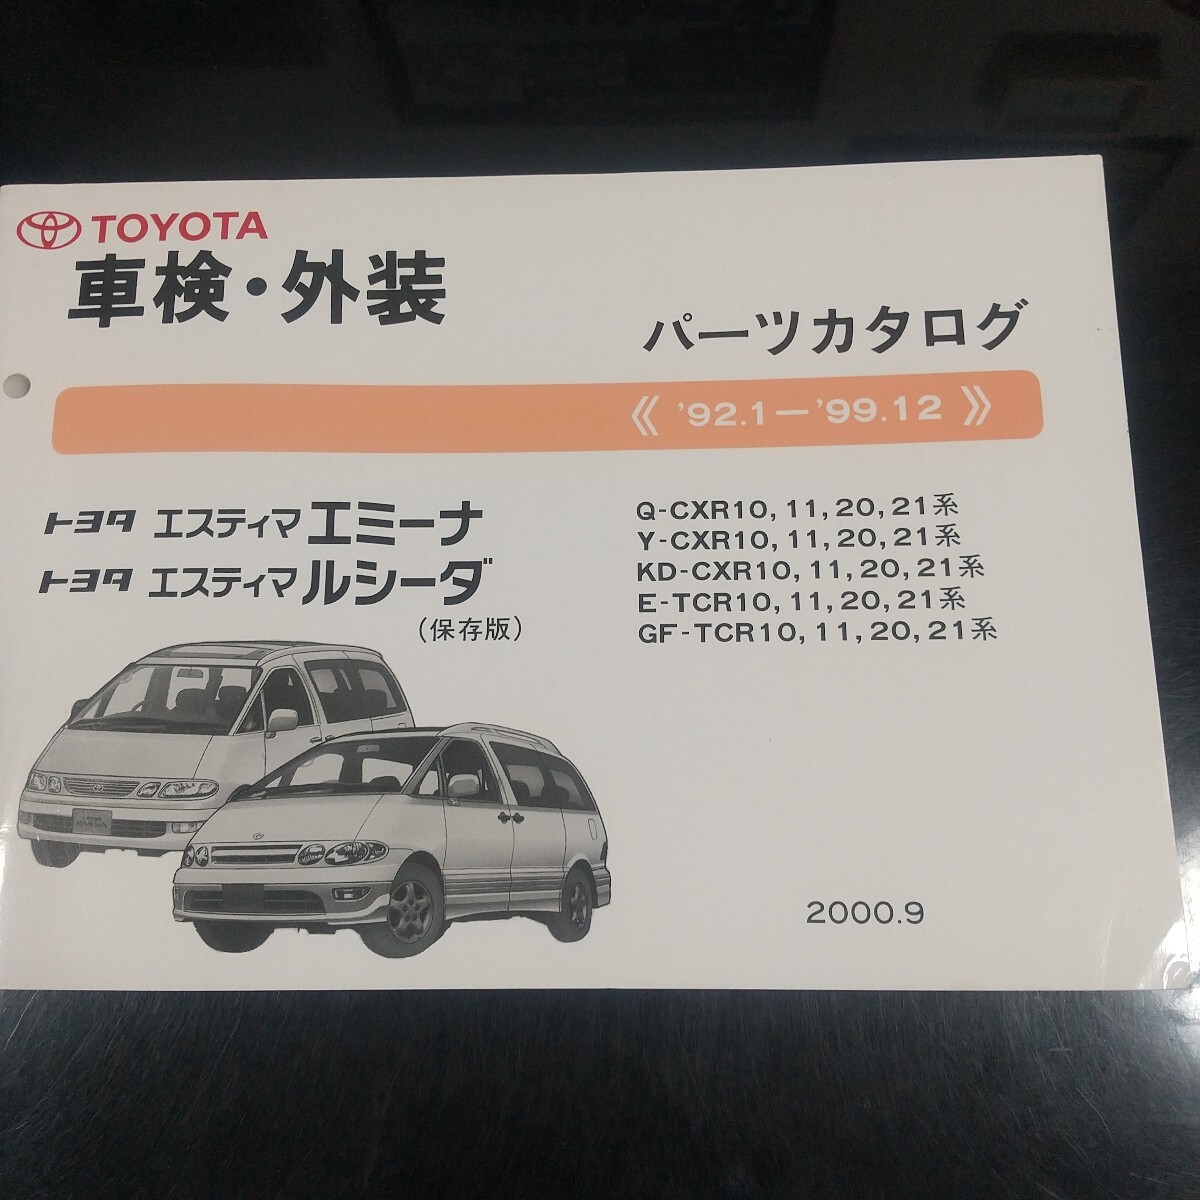 TOYOTA
車検・外装
パーツカタログ
《 '92.1－'99.12 》
トヨタ エスティマ エミーナ
トヨタ エスティマ ルシーダ
（保存版）
Q-CXR10, 11, 20, 21系
Y-CXR10, 11, 20, 21系
KD-CXR10, 11, 20, 21系
E-TCR10, 11, 20, 21系
GF-TCR10, 11, 20, 21系
2000.9